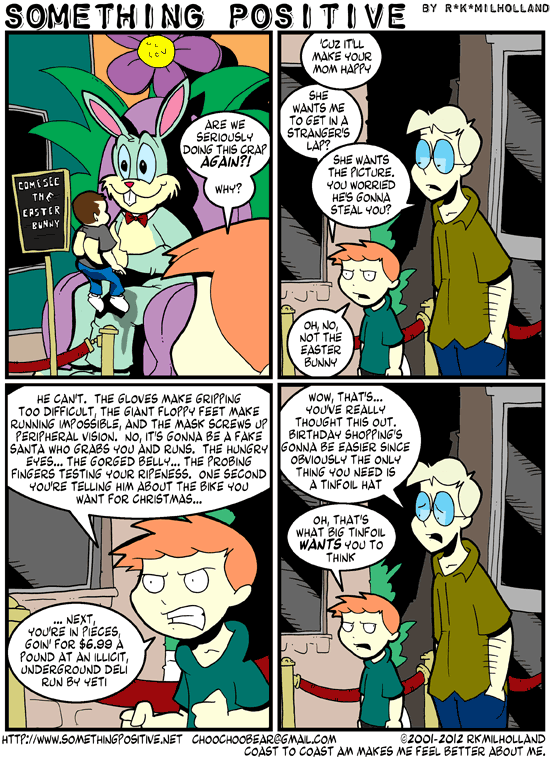 SOMETHING POSITIVE
BY R*K*MILHOLLAND
ARE WE
SERIOUSLY
DOING THIS CRAP
AGAIN?!
WHY?
COME SEE
THE
EASTER
BUNNY
'CUZ IT'LL
MAKE YOUR
MOM HAPPY
SHE
WANTS ME
TO GET IN A
STRANGER'S
LAP?
SHE WANTS
THE PICTURE.
YOU WORRIED
HE'S GONNA
STEAL YOU?
OH, NO,
NOT THE
EASTER
BUNNY
HE CAN'T. THE GLOVES MAKE GRIPPING
TOO DIFFICULT, THE GIANT FLOPPY FEET MAKE
RUNNING IMPOSSIBLE, AND THE MASK SCREWS UP
PERIPHERAL VISION. NO, IT'S GONNA BE A FAKE
SANTA WHO GRABS YOU AND RUNS. THE HUNGRY
EYES... THE GORGED BELLY... THE PROBING
FINGERS TESTING YOUR RIPENESS. ONE SECOND
YOU'RE TELLING HIM ABOUT THE BIKE YOU
WANT FOR CHRISTMAS...
... NEXT,
YOU'RE IN PIECES,
GOIN' FOR $6.99 A
POUND AT AN ILLICIT,
UNDERGROUND DELI
RUN BY YETI
WOW, THAT'S...
YOU'VE REALLY
THOUGHT THIS OUT.
BIRTHDAY SHOPPING'S
GONNA BE EASIER SINCE
OBVIOUSLY THE ONLY
THING YOU NEED IS
A TINFOIL HAT
OH, THAT'S
WHAT BIG TINFOIL
WANTS YOU TO
THINK
HTTP://WWW.SOMETHINGPOSITIVE.NET CHOOCHOOBEAR@GMAIL.COM ©2001-2012 RKMILHOLLAND
COAST TO COAST AM MAKES ME FEEL BETTER ABOUT ME.